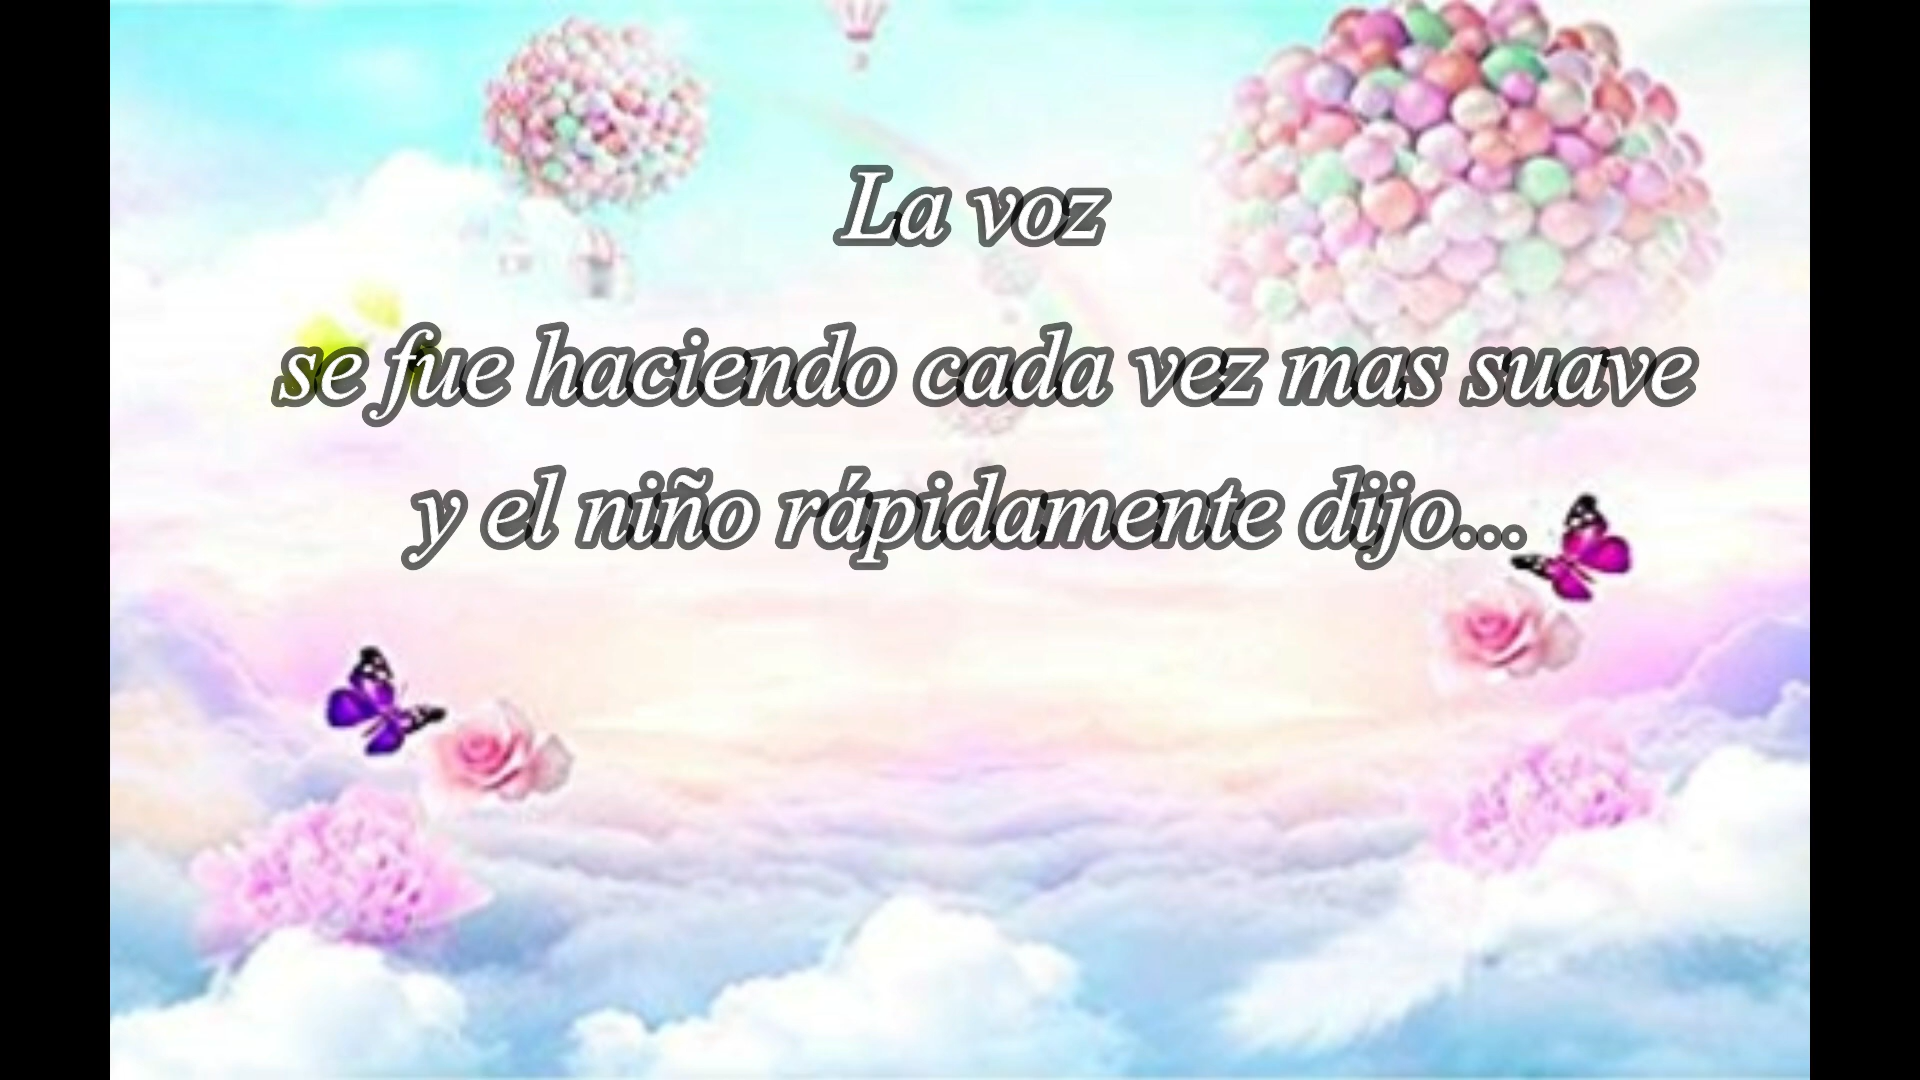 La voz
se fue haciendo cada vez mas suave
y el niño rápidamente dijo...